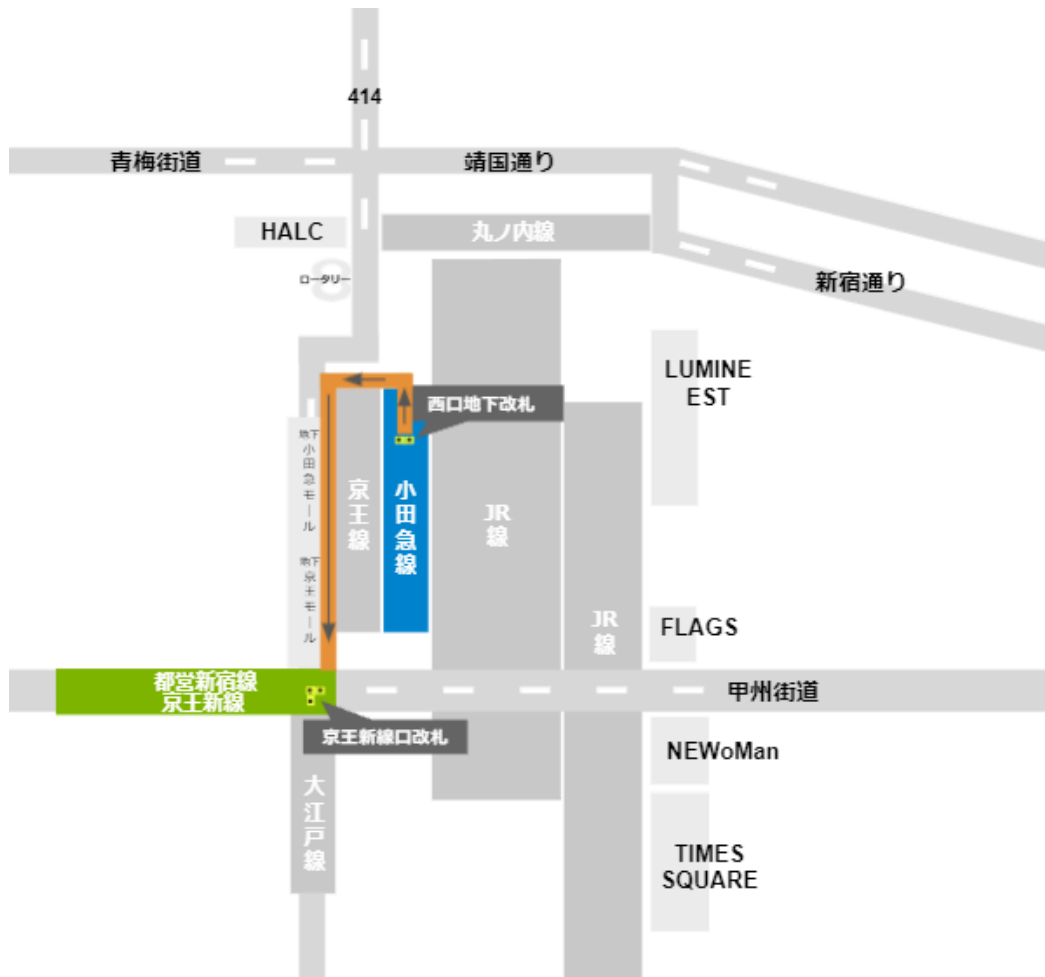 414
青梅街道
靖国通り
HALC
丸ノ内線
ロータリー
新宿通り
LUMINE
EST
西口地下改札
地下
小田急モール
京王線
小田急線
JR
線
地下
京王モール
JR
線
FLAGS
都営新宿線
京王新線
甲州街道
京王新線口改札
NEWoMan
大江戸線
TIMES
SQUARE